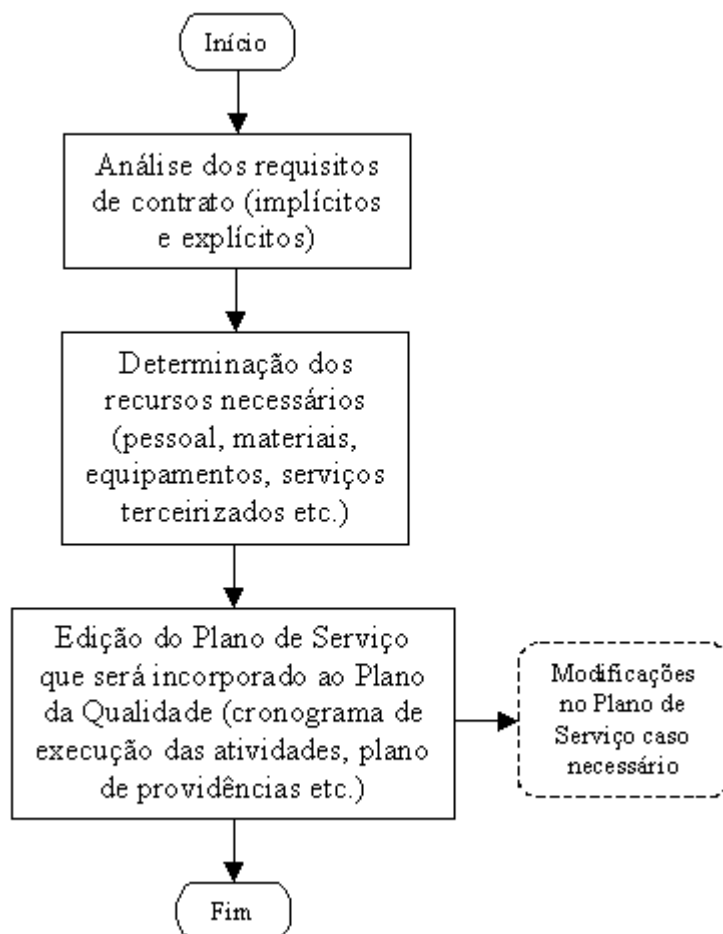 Início
Análise dos requisitos
de contrato (implícitos
e explícitos)
Determinação dos
recursos necessários
(pessoal, materiais,
equipamentos, serviços
terceirizados etc.)
Edição do Plano de Serviço
que será incorporado ao Plano
da Qualidade (cronograma de
execução das atividades, plano
de providências etc.)
Modificações
no Plano de
Serviço caso
necessário
Fim